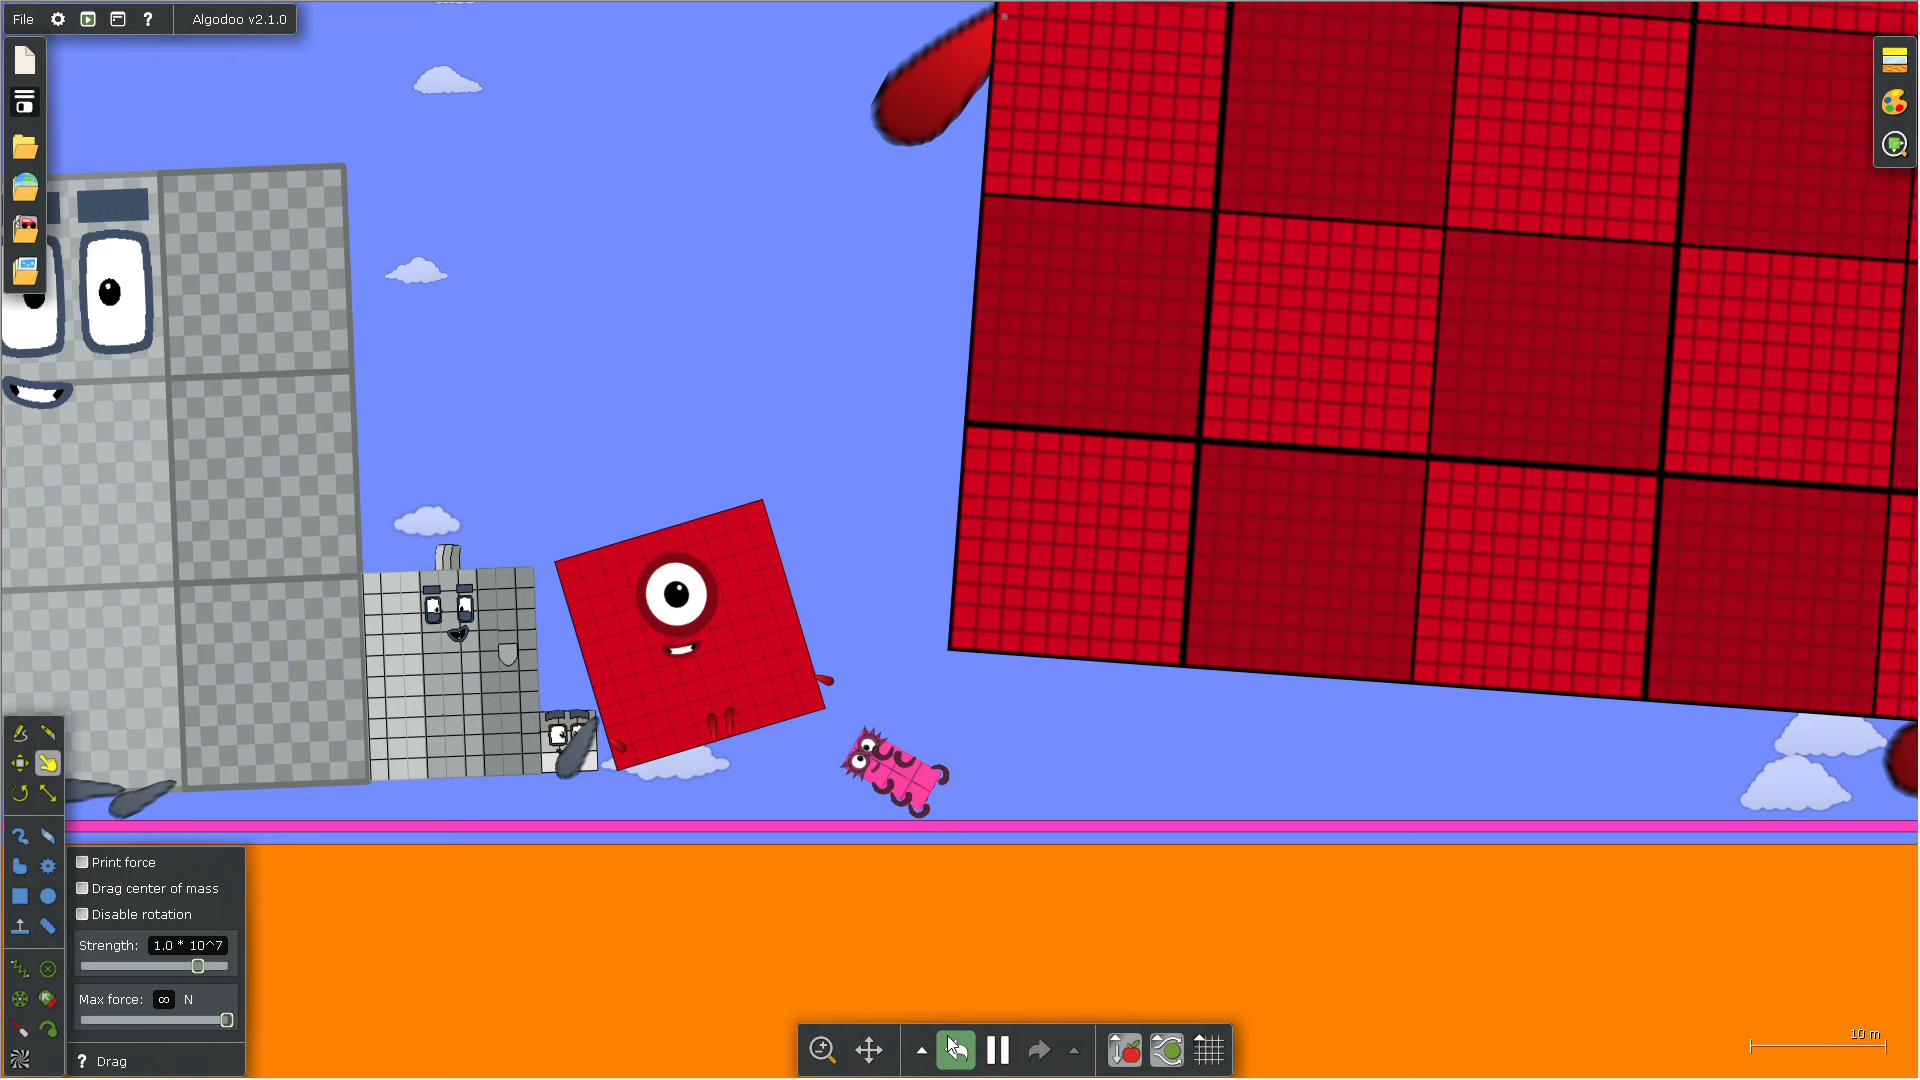 File
?
Algodoo v2.1.0
Print force
Drag center of mass
Disable rotation
Strength: 1.0 * 10^7
Max force: ∞ N
? Drag
10 m